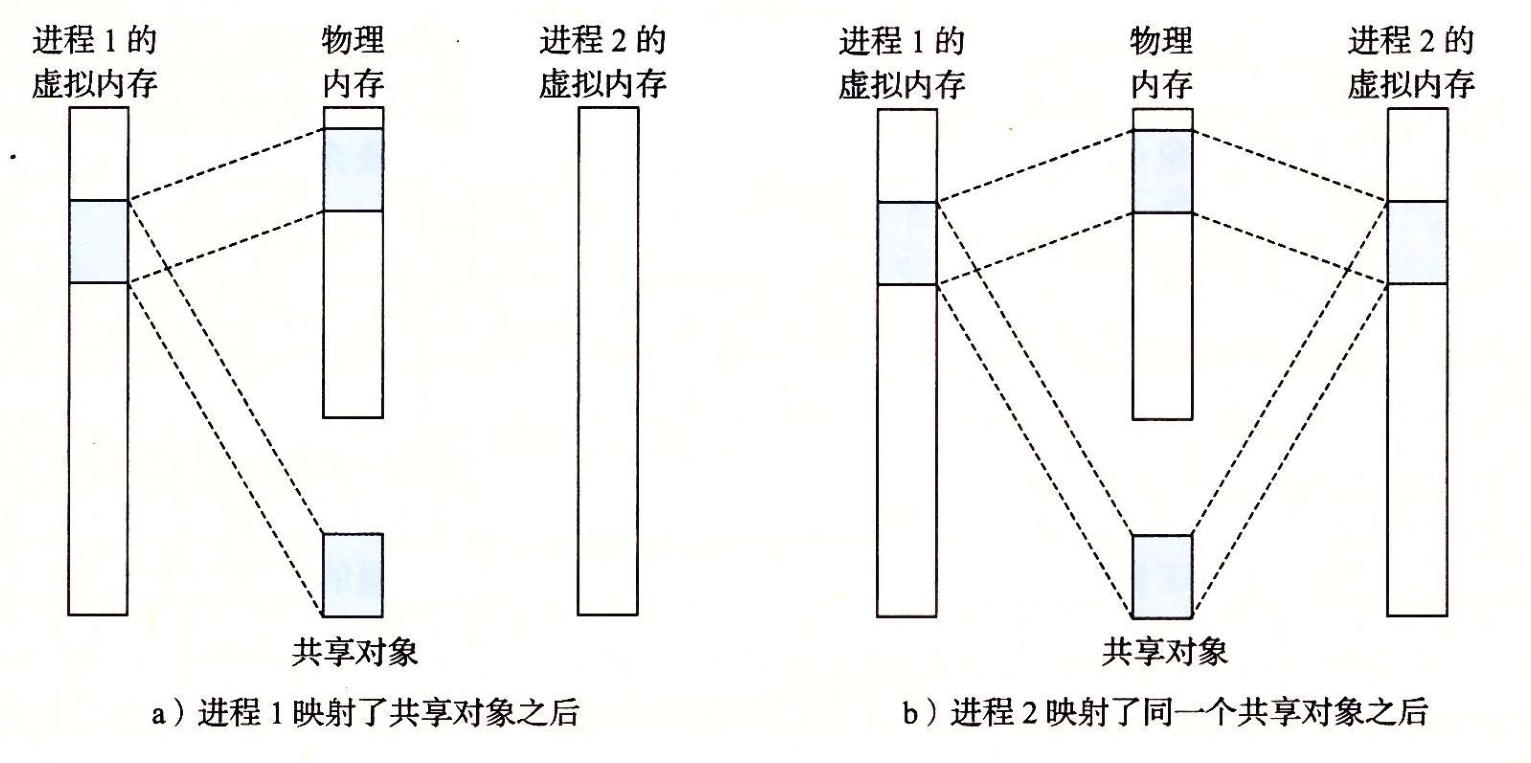 进程 1 的
虚拟内存
物理
内存
进程 2 的
虚拟内存
共享对象
a）进程 1 映射了共享对象之后
进程 1 的
虚拟内存
物理
内存
进程 2 的
虚拟内存
共享对象
b）进程 2 映射了同一个共享对象之后